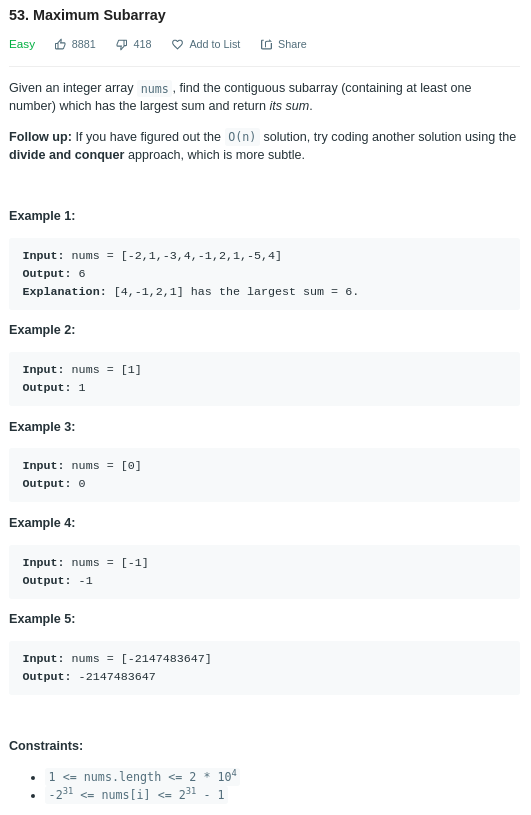 53. Maximum Subarray
Easy 8881 418 Add to List Share
Given an integer array nums , find the contiguous subarray (containing at least one
number) which has the largest sum and return its sum.
Follow up: If you have figured out the O(n) solution, try coding another solution using the
divide and conquer approach, which is more subtle.
Example 1:
Input: nums = [-2,1,-3,4,-1,2,1,-5,4]
Output: 6
Explanation: [4,-1,2,1] has the largest sum = 6.
Example 2:
Input: nums = [1]
Output: 1
Example 3:
Input: nums = [0]
Output: 0
Example 4:
Input: nums = [-1]
Output: -1
Example 5:
Input: nums = [-2147483647]
Output: -2147483647
Constraints:
• 1 <= nums.length <= 2 * 10⁴
• -2³¹ <= nums[i] <= 2³¹ - 1